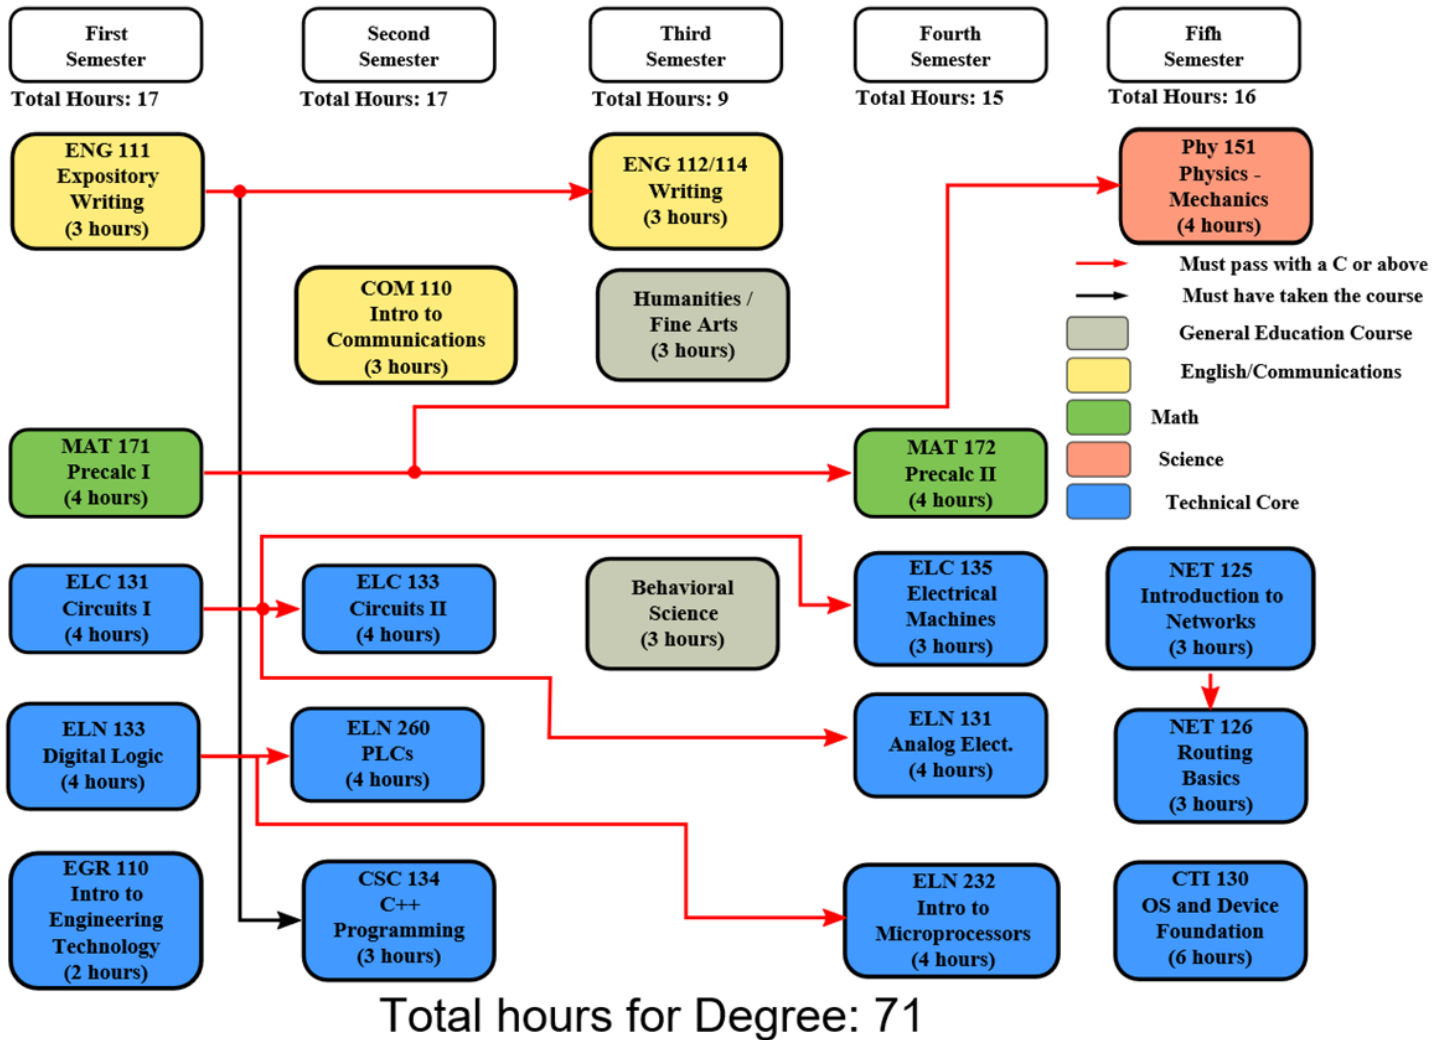 First
Semester
Second
Semester
Third
Semester
Fourth
Semester
Fifh
Semester
Total Hours: 17
Total Hours: 17
Total Hours: 9
Total Hours: 15
Total Hours: 16
ENG 111
Expository
Writing
(3 hours)
ENG 112/114
Writing
(3 hours)
Phy 151
Physics -
Mechanics
(4 hours)
COM 110
Intro to
Communications
(3 hours)
Humanities /
Fine Arts
(3 hours)
Must pass with a C or above
Must have taken the course
General Education Course
English/Communications
Math
Science
Technical Core
MAT 171
Precalc I
(4 hours)
MAT 172
Precalc II
(4 hours)
ELC 131
Circuits I
(4 hours)
ELC 133
Circuits II
(4 hours)
Behavioral
Science
(3 hours)
ELC 135
Electrical
Machines
(3 hours)
NET 125
Introduction to
Networks
(3 hours)
ELN 133
Digital Logic
(4 hours)
ELN 260
PLCs
(4 hours)
ELN 131
Analog Elect.
(4 hours)
NET 126
Routing
Basics
(3 hours)
EGR 110
Intro to
Engineering
Technology
(2 hours)
CSC 134
C++
Programming
(3 hours)
ELN 232
Intro to
Microprocessors
(4 hours)
CTI 130
OS and Device
Foundation
(6 hours)
Total hours for Degree: 71